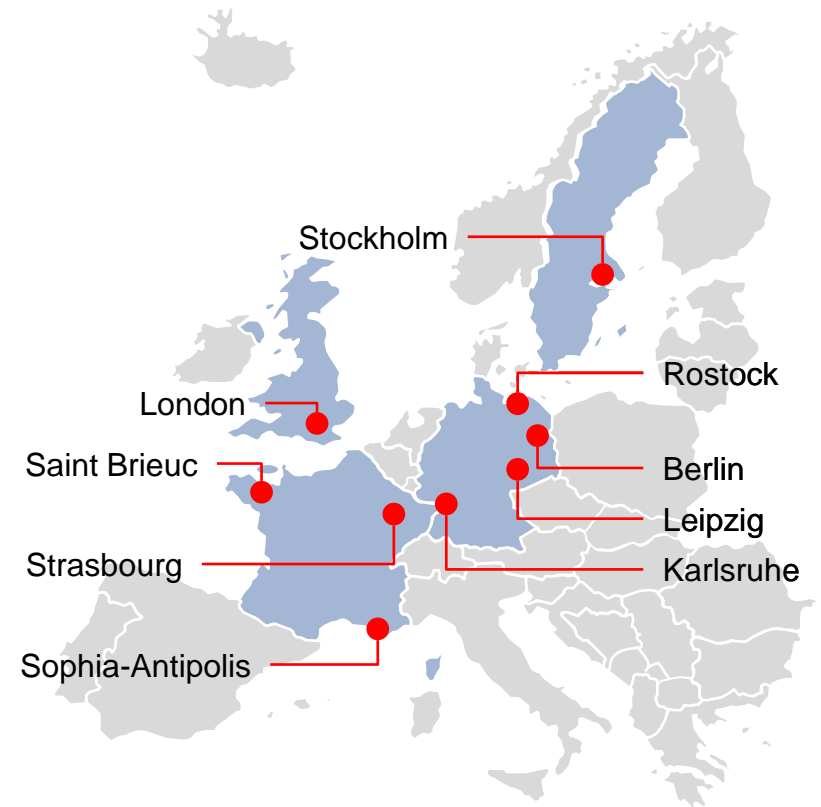 Stockholm
Rostock
London
Saint Brieuc
Berlin
Leipzig
Strasbourg
Karlsruhe
Sophia-Antipolis